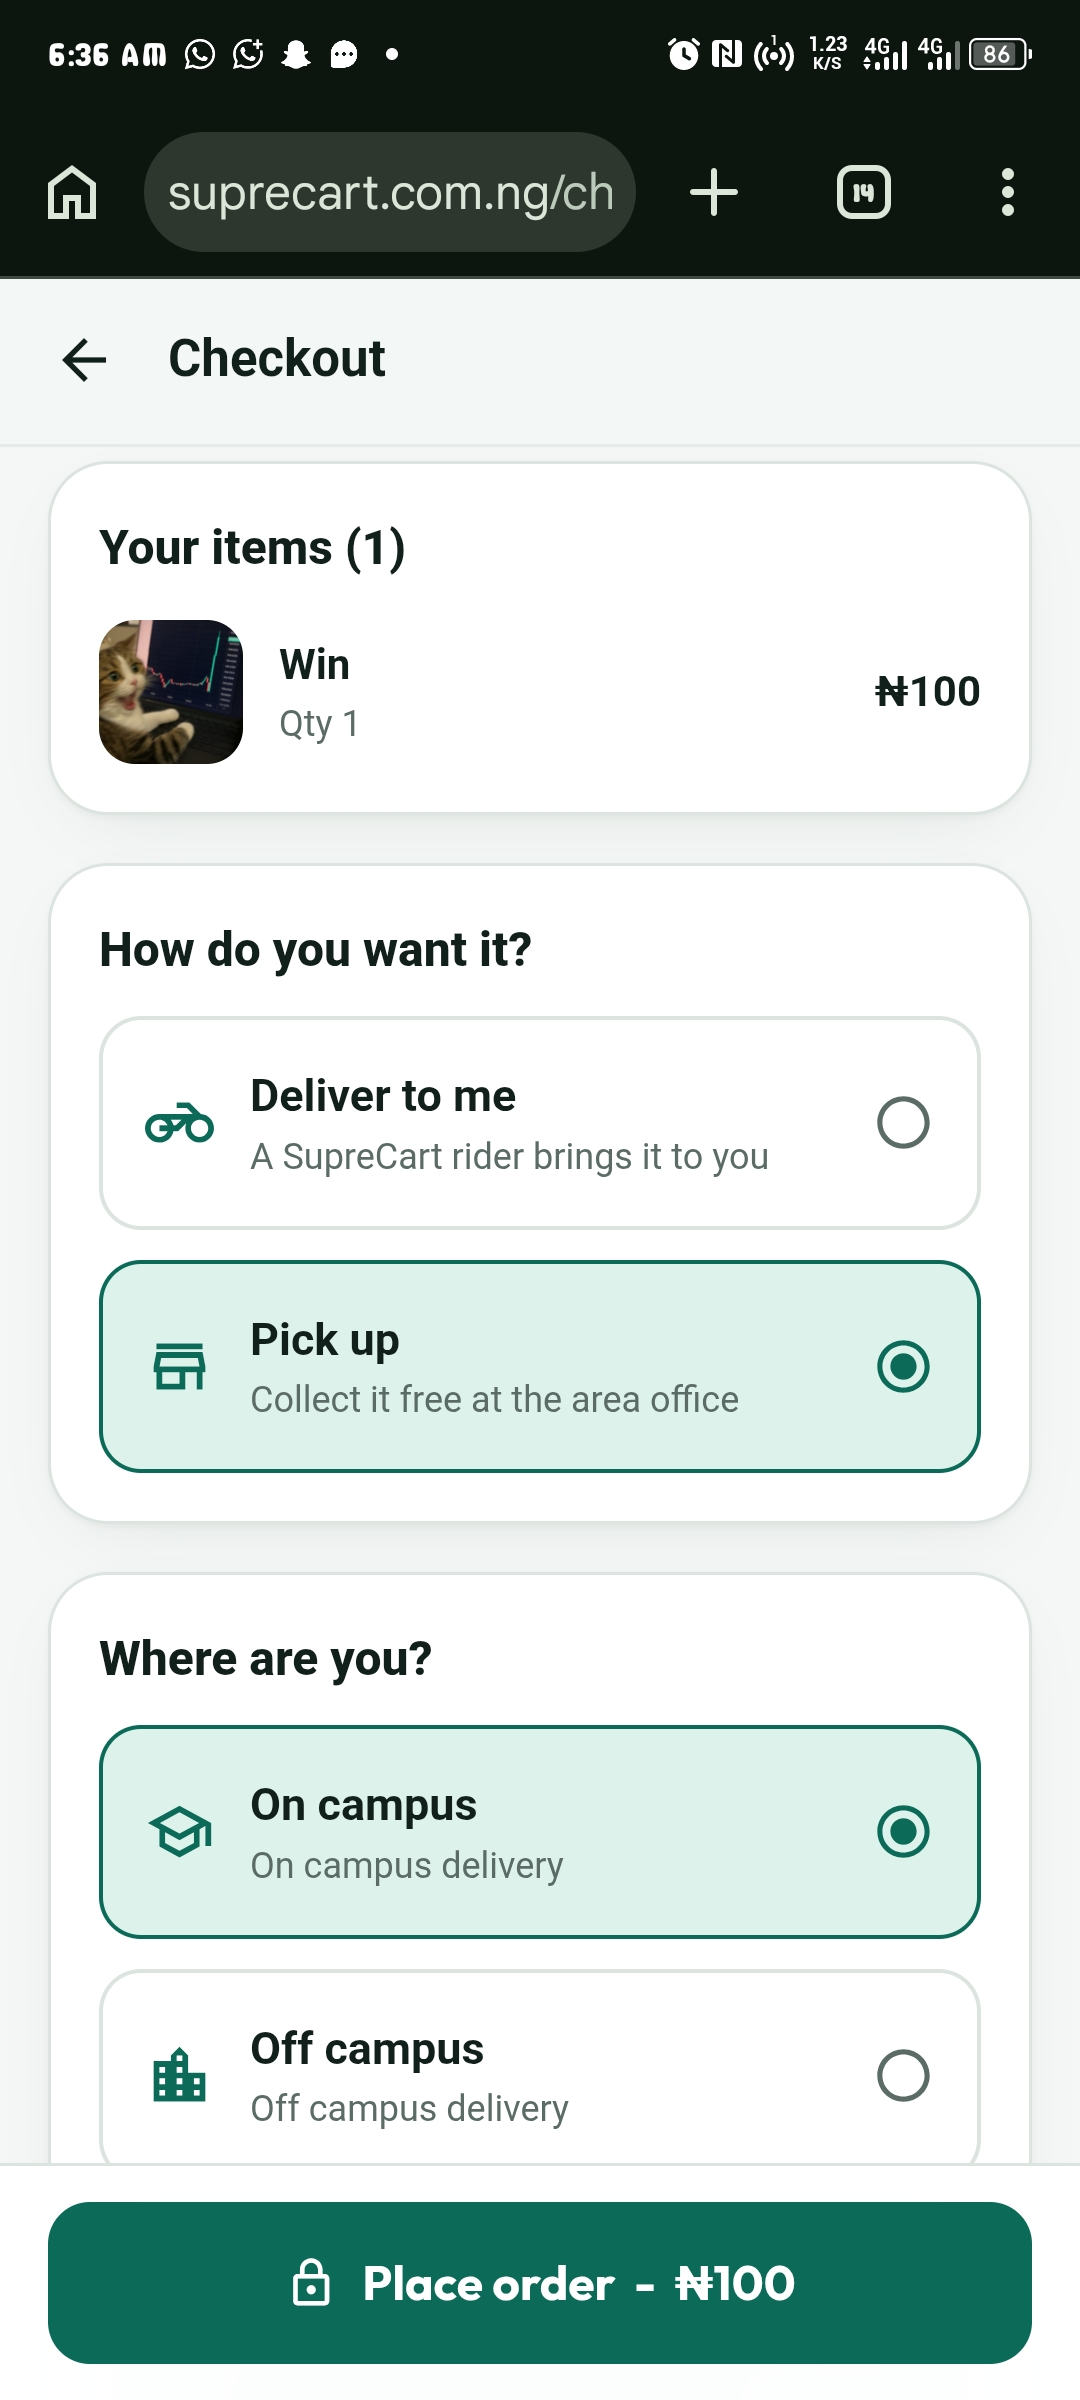 6:36 AM
1.23
K/S
4G
4G
86
suprecart.com.ng/ch
14
Checkout
Your items (1)
Win
Qty 1
₦100
How do you want it?
Deliver to me
A SupreCart rider brings it to you
Pick up
Collect it free at the area office
Where are you?
On campus
On campus delivery
Off campus
Off campus delivery
Place order - ₦100